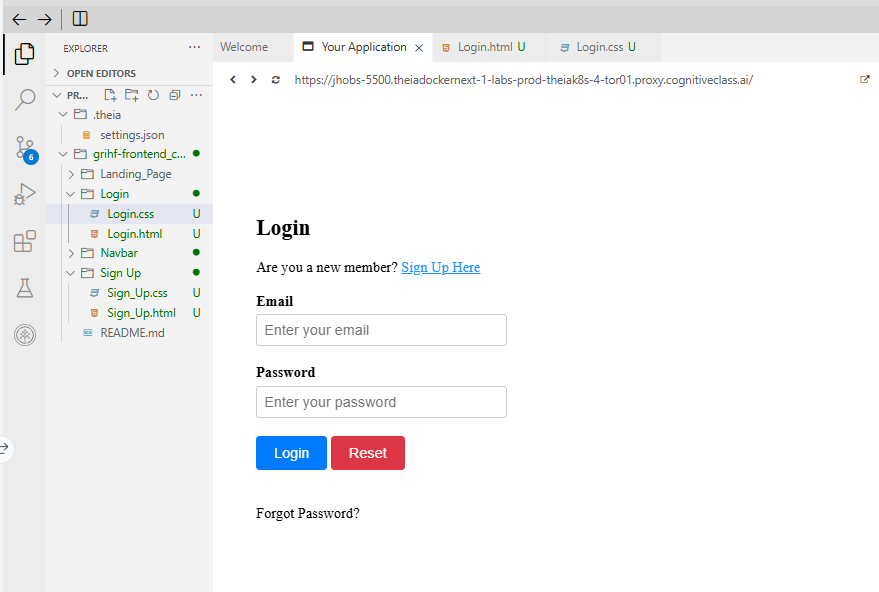 EXPLORER ...
OPEN EDITORS
PR... ...
.theia
settings.json
grihf-frontend_c...
Landing_Page
Login
Login.css U
Login.html U
Navbar
Sign Up
Sign_Up.css U
Sign_Up.html U
README.md
6
Welcome Your Application Login.html U Login.css U
https://jhobs-5500.theiadockernext-1-labs-prod-theiak8s-4-tor01.proxy.cognitiveclass.ai/
Login
Are you a new member? Sign Up Here
Email
Enter your email
Password
Enter your password
Login Reset
Forgot Password?